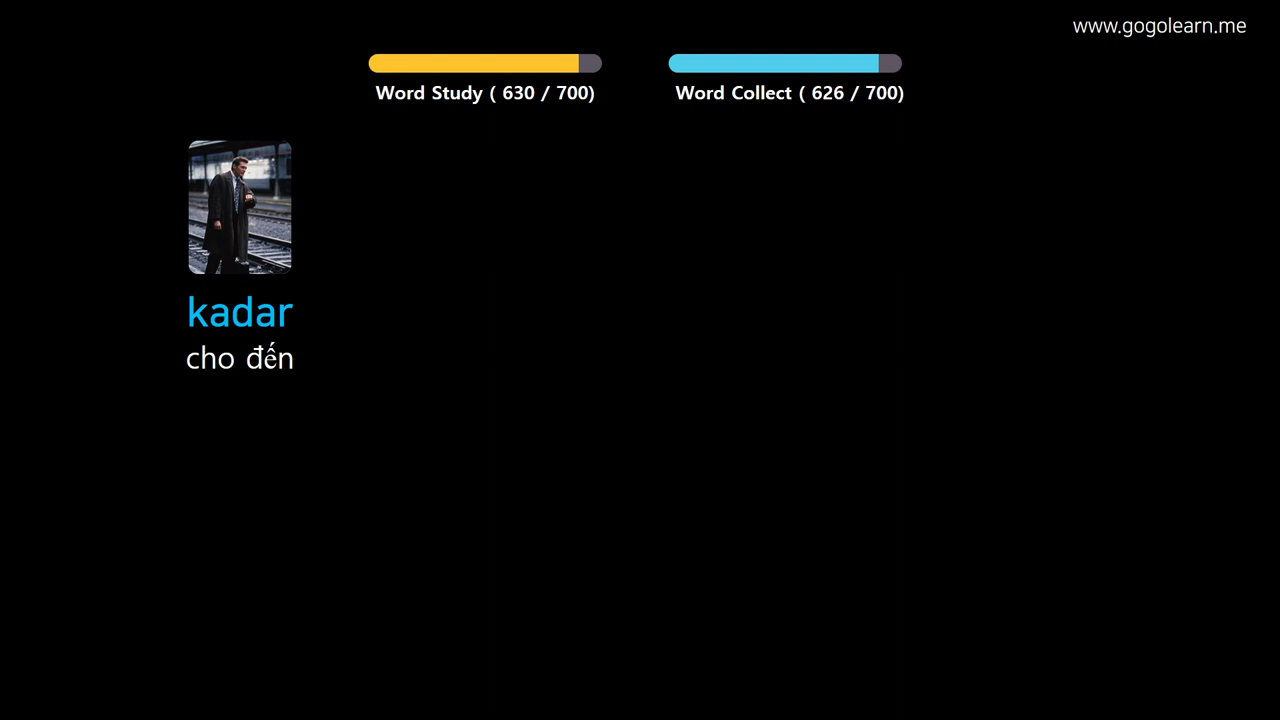 www.gogolearn.me
Word Study ( 630 / 700)
Word Collect ( 626 / 700)
kadar
cho đến